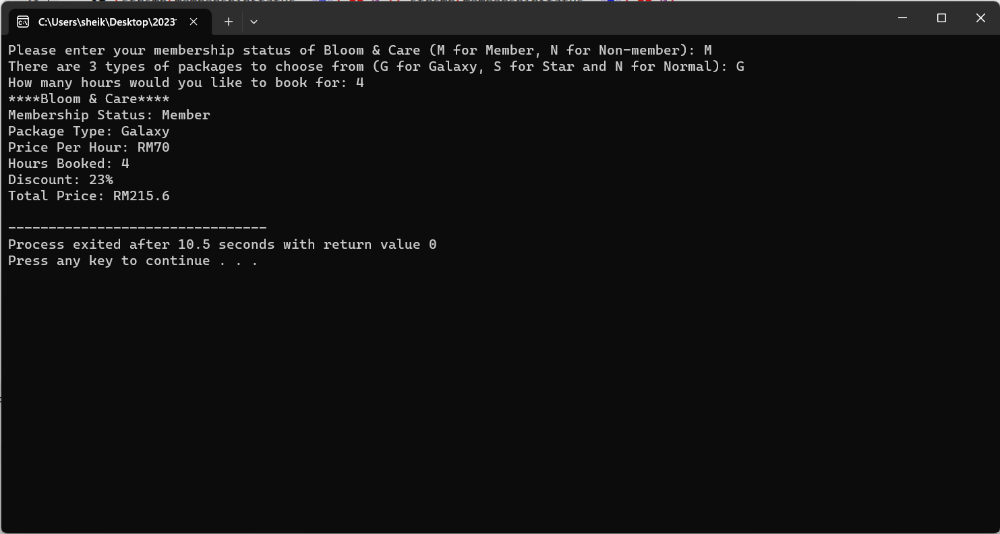 C:\Users\sheik\Desktop\2023
Please enter your membership status of Bloom & Care (M for Member, N for Non-member): M
There are 3 types of packages to choose from (G for Galaxy, S for Star and N for Normal): G
How many hours would you like to book for: 4
****Bloom & Care****
Membership Status: Member
Package Type: Galaxy
Price Per Hour: RM70
Hours Booked: 4
Discount: 23%
Total Price: RM215.6
--------------------------------
Process exited after 10.5 seconds with return value 0
Press any key to continue . . .